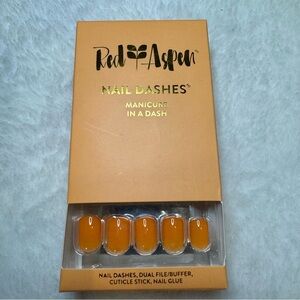 Red Aspen®
NAIL DASHES®
MANICURE
IN A DASH
NAIL DASHES, DUAL FILE/BUFFER,
CUTICLE STICK, NAIL GLUE